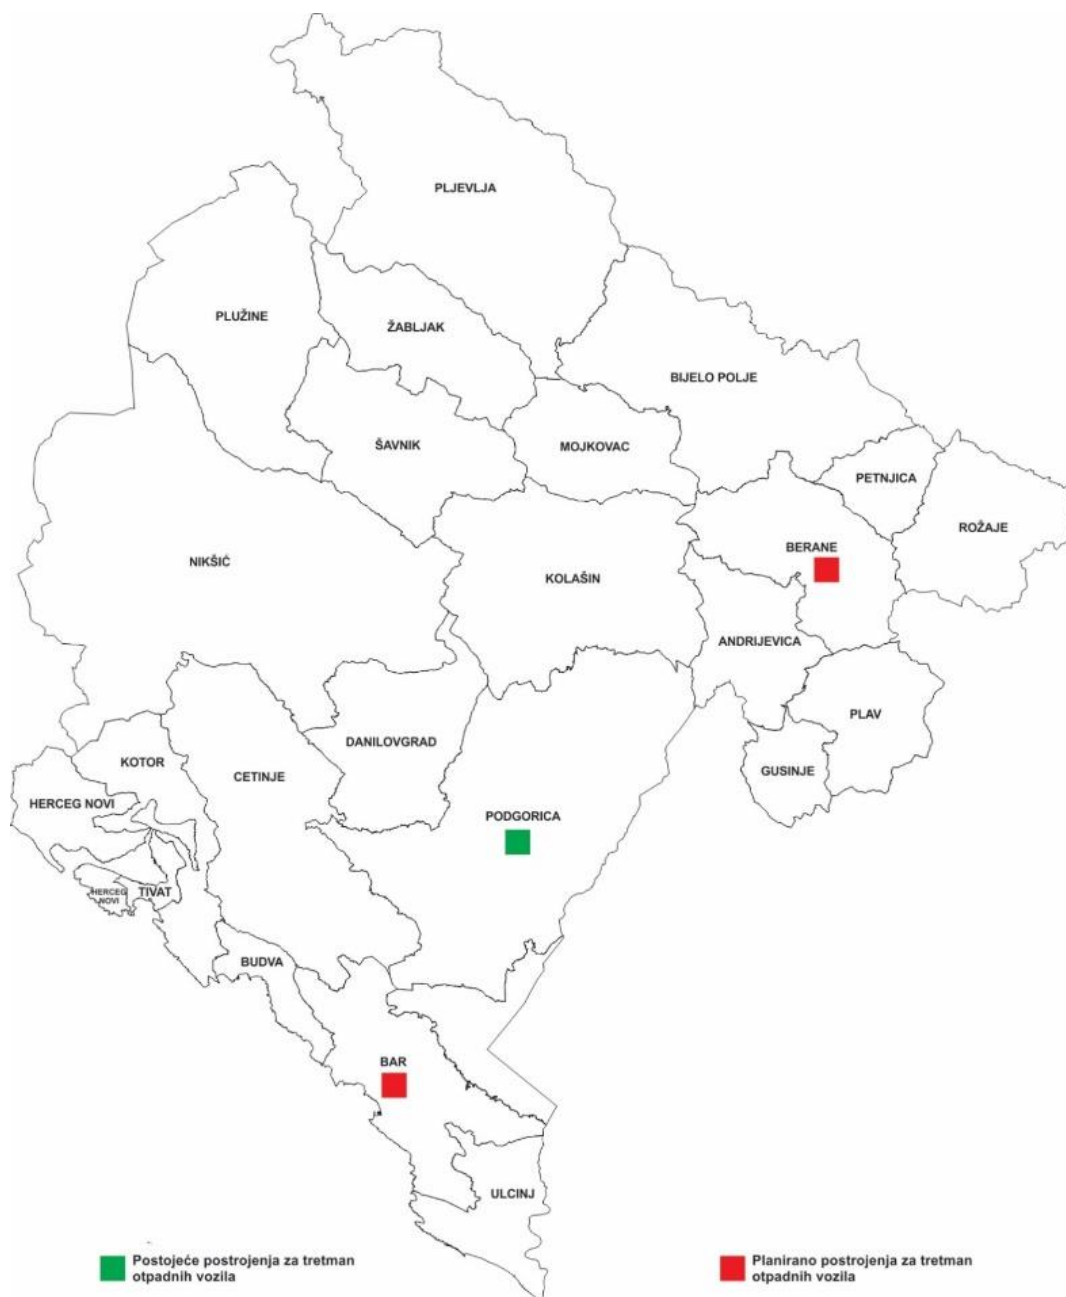 PLJEVLJA
PLUŽINE
ŽABLJAK
BIJELO POLJE
ŠAVNIK
MOJKOVAC
PETNJICA
ROŽAJE
BERANE
NIKŠIĆ
KOLAŠIN
ANDRIJEVICA
PLAV
DANILOVGRAD
KOTOR
CETINJE
GUSINJE
HERCEG NOVI
PODGORICA
HERCEG
NOVI
TIVAT
BUDVA
BAR
ULCINJ
Postojeće postrojenja za tretman
otpadnih vozila
Planirano postrojenja za tretman
otpadnih vozila